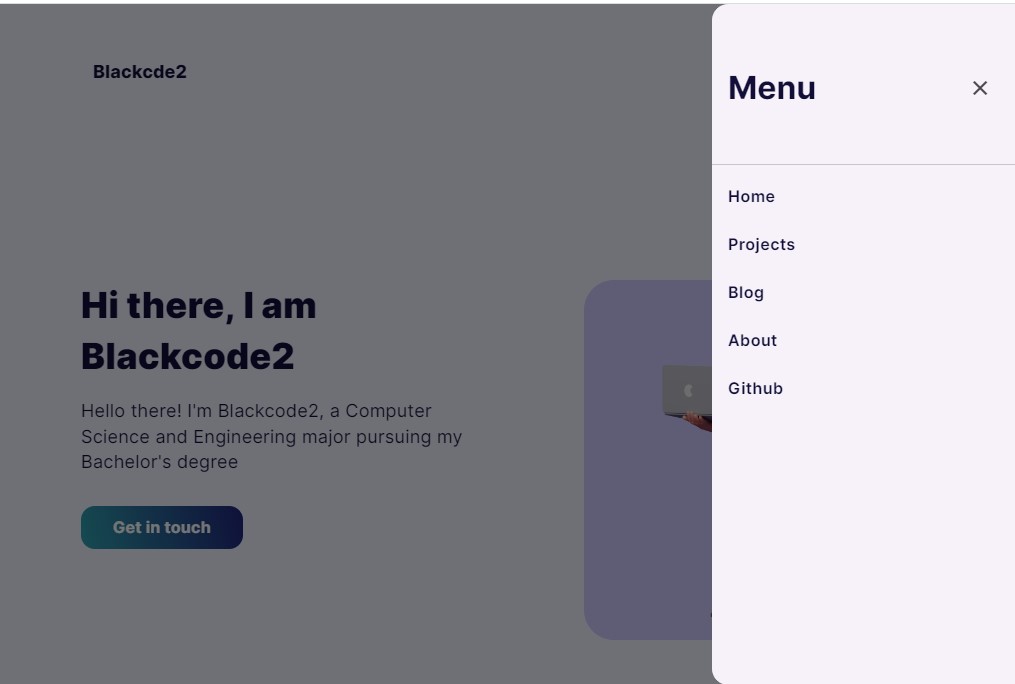 Blackcde2
Menu
Home
Projects
Blog
About
Github
Hi there, I am
Blackcode2
Hello there! I'm Blackcode2, a Computer
Science and Engineering major pursuing my
Bachelor's degree
Get in touch